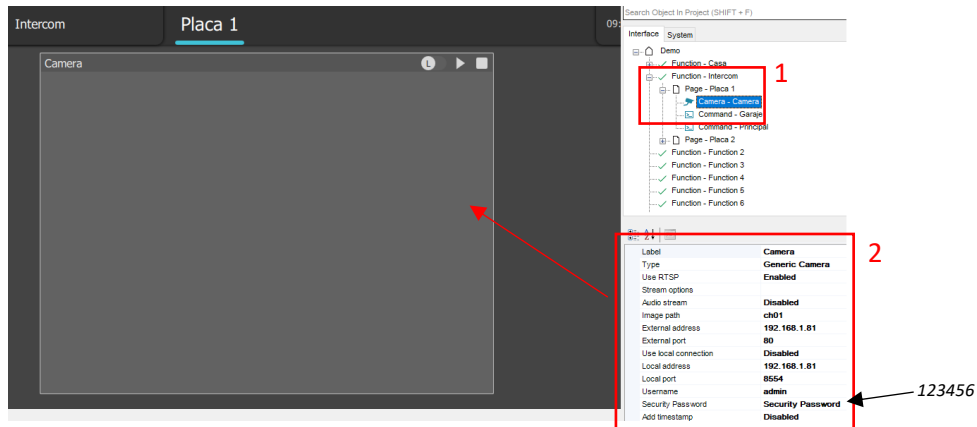 Intercom
Placa 1
09:
Camera
L
Search Object In Project (SHIFT + F)
Interface System
Demo
Function - Casa
Function - Intercom
Page - Placa 1
Camera - Camera
Command - Garaje
Command - Principal
Page - Placa 2
Function - Function 2
Function - Function 3
Function - Function 4
Function - Function 5
Function - Function 6
1
2
Label Camera
Type Generic Camera
Use RTSP Enabled
Stream options
Audio stream Disabled
Image path ch01
External address 192.168.1.81
External port 80
Use local connection Disabled
Local address 192.168.1.81
Local port 8554
Username admin
Security Password Security Password
Add timestamp Disabled
123456